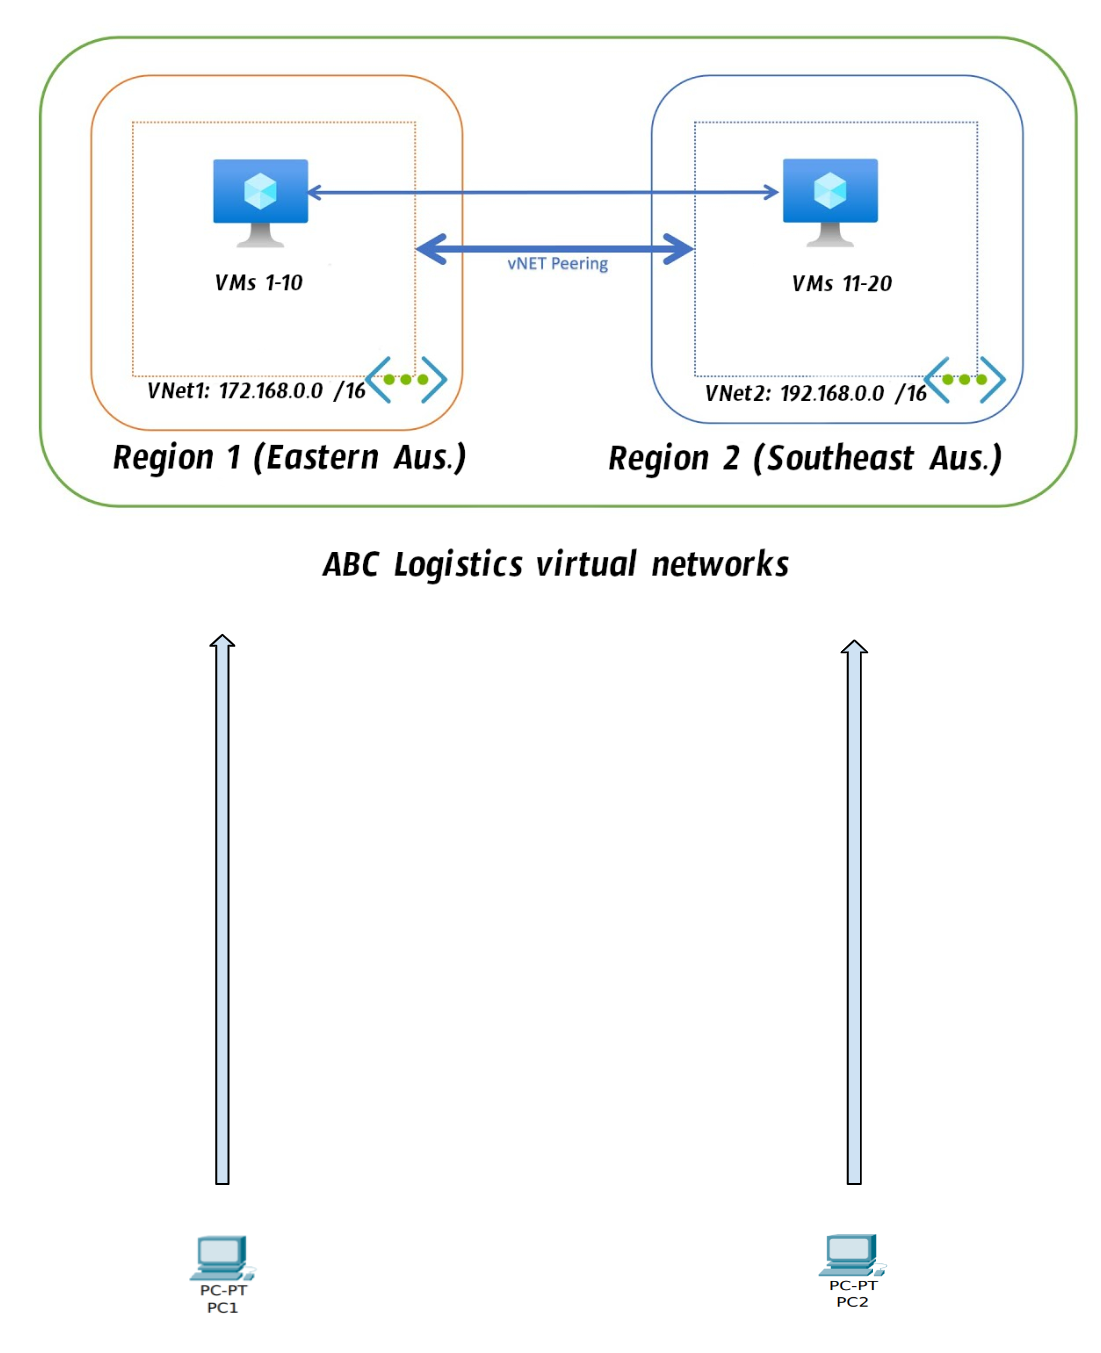 VMs 1-10
VMs 11-20
vNET Peering
VNet1: 172.168.0.0 /16
VNet2: 192.168.0.0 /16
Region 1 (Eastern Aus.)
Region 2 (Southeast Aus.)
ABC Logistics virtual networks
PC-PT
PC1
PC-PT
PC2